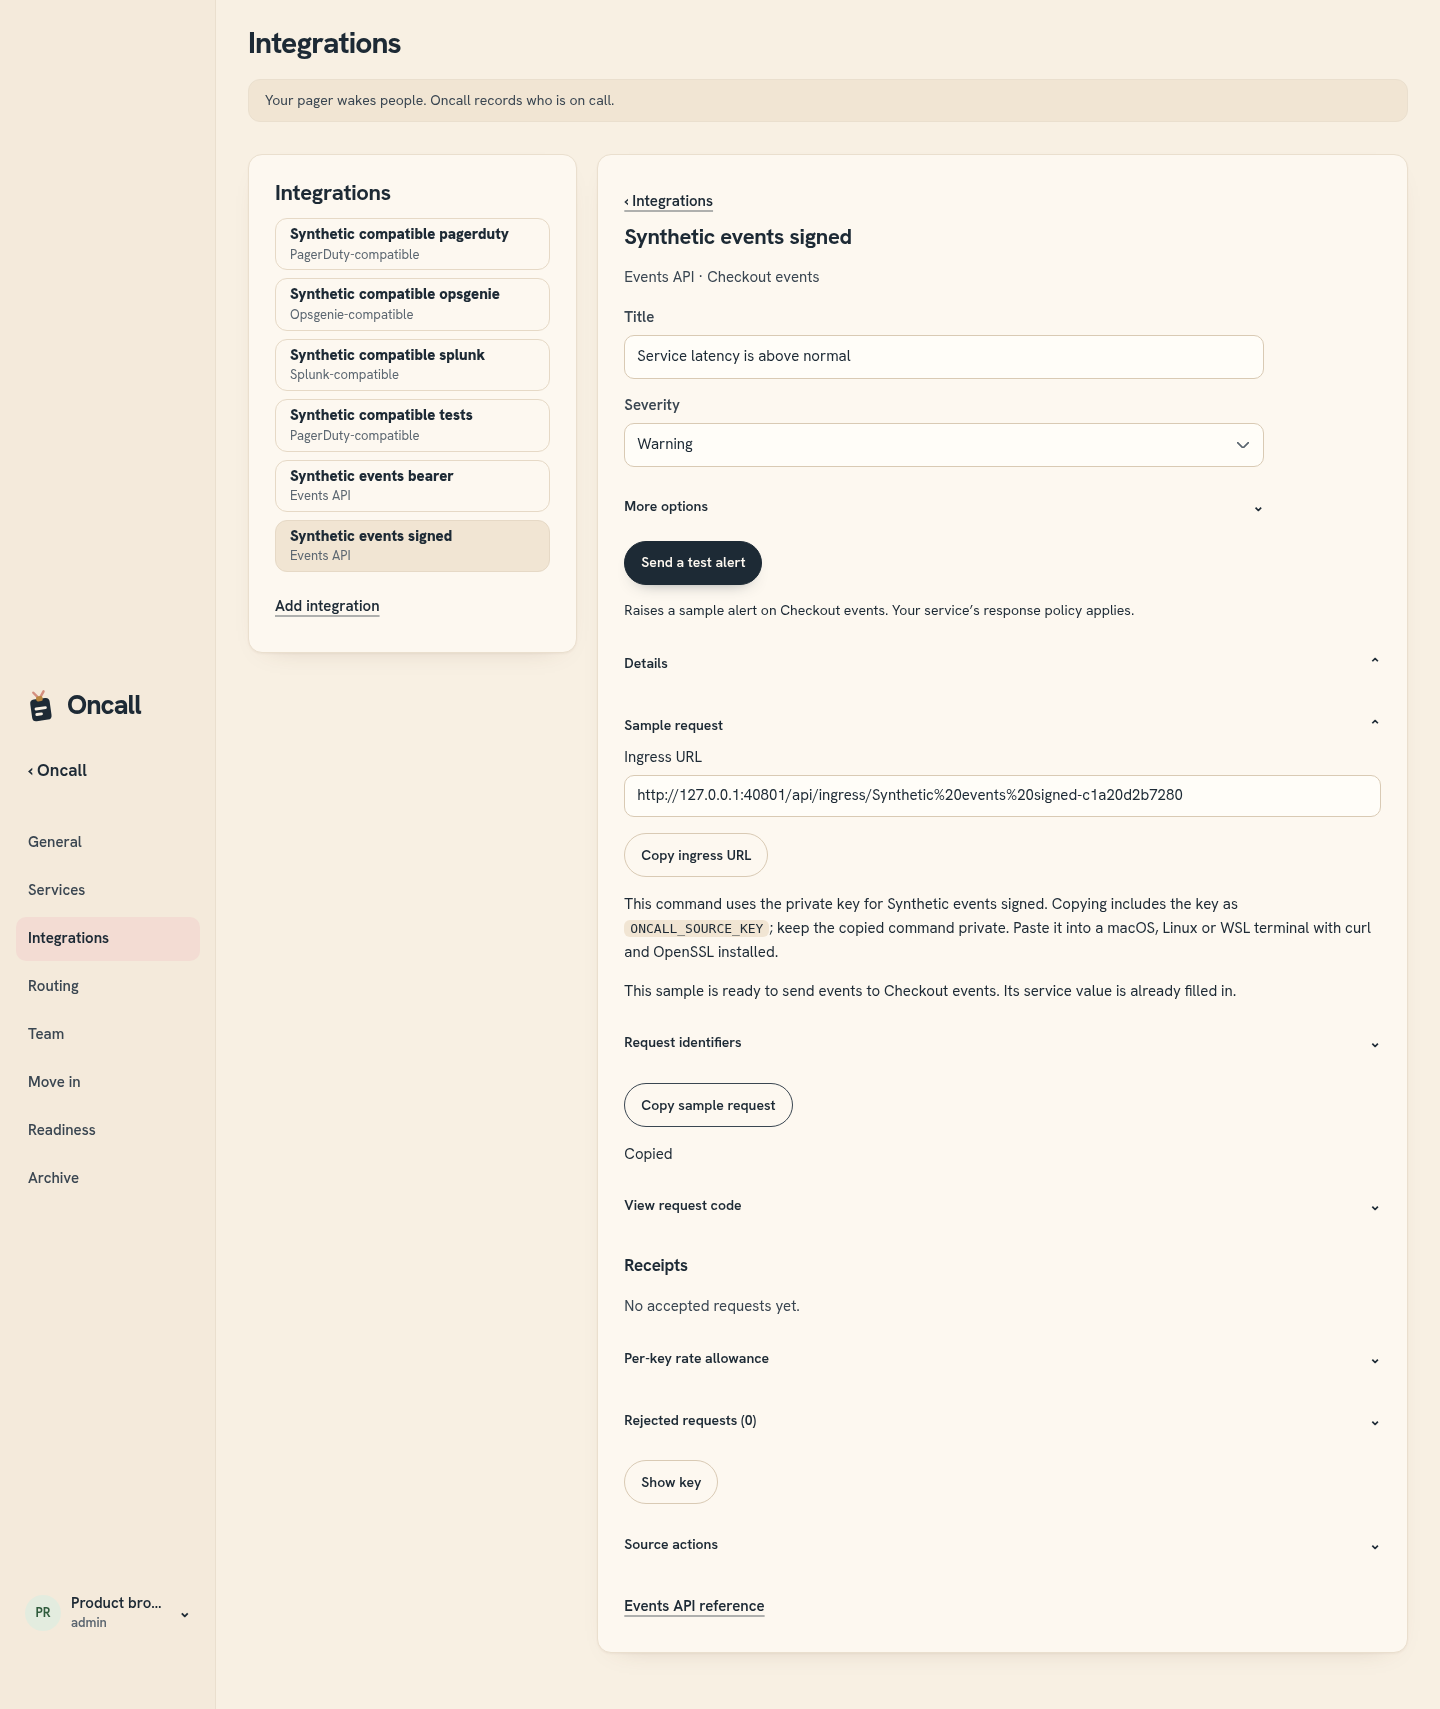 Oncall
‹ Oncall
General
Services
Integrations
Routing
Team
Move in
Readiness
Archive
PR
Product bro...
admin
Integrations
Your pager wakes people. Oncall records who is on call.
Integrations
Synthetic compatible pagerduty
PagerDuty-compatible
Synthetic compatible opsgenie
Opsgenie-compatible
Synthetic compatible splunk
Splunk-compatible
Synthetic compatible tests
PagerDuty-compatible
Synthetic events bearer
Events API
Synthetic events signed
Events API
Add integration
‹ Integrations
Synthetic events signed
Events API · Checkout events
Title
Service latency is above normal
Severity
Warning
More options
Send a test alert
Raises a sample alert on Checkout events. Your service’s response policy applies.
Details
Sample request
Ingress URL
http://127.0.0.1:40801/api/ingress/Synthetic%20events%20signed-c1a20d2b7280
Copy ingress URL
This command uses the private key for Synthetic events signed. Copying includes the key as
ONCALL_SOURCE_KEY; keep the copied command private. Paste it into a macOS, Linux or WSL terminal with curl
and OpenSSL installed.
This sample is ready to send events to Checkout events. Its service value is already filled in.
Request identifiers
Copy sample request
Copied
View request code
Receipts
No accepted requests yet.
Per-key rate allowance
Rejected requests (0)
Show key
Source actions
Events API reference